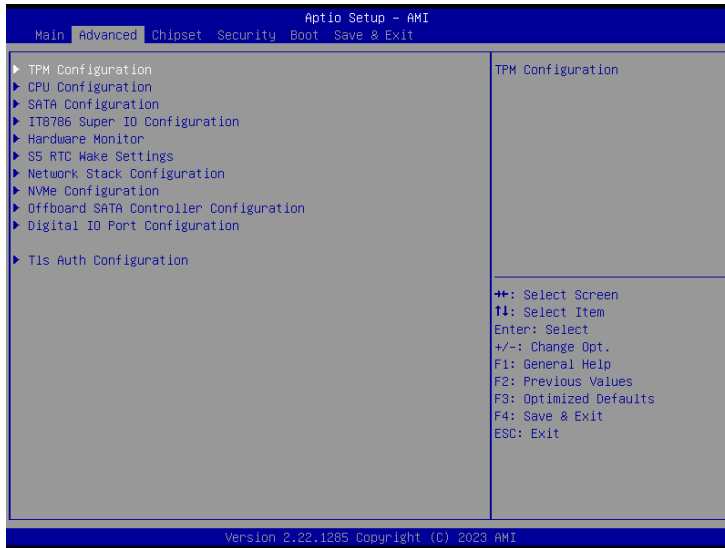 Aptio Setup – AMI
Main Advanced Chipset Security Boot Save & Exit
TPM Configuration
CPU Configuration
SATA Configuration
IT8786 Super IO Configuration
Hardware Monitor
S5 RTC Wake Settings
Network Stack Configuration
NVMe Configuration
Offboard SATA Controller Configuration
Digital IO Port Configuration
Tls Auth Configuration
TPM Configuration
→←: Select Screen
↑↓: Select Item
Enter: Select
+/-: Change Opt.
F1: General Help
F2: Previous Values
F3: Optimized Defaults
F4: Save & Exit
ESC: Exit
Version 2.22.1285 Copyright (C) 2023 AMI